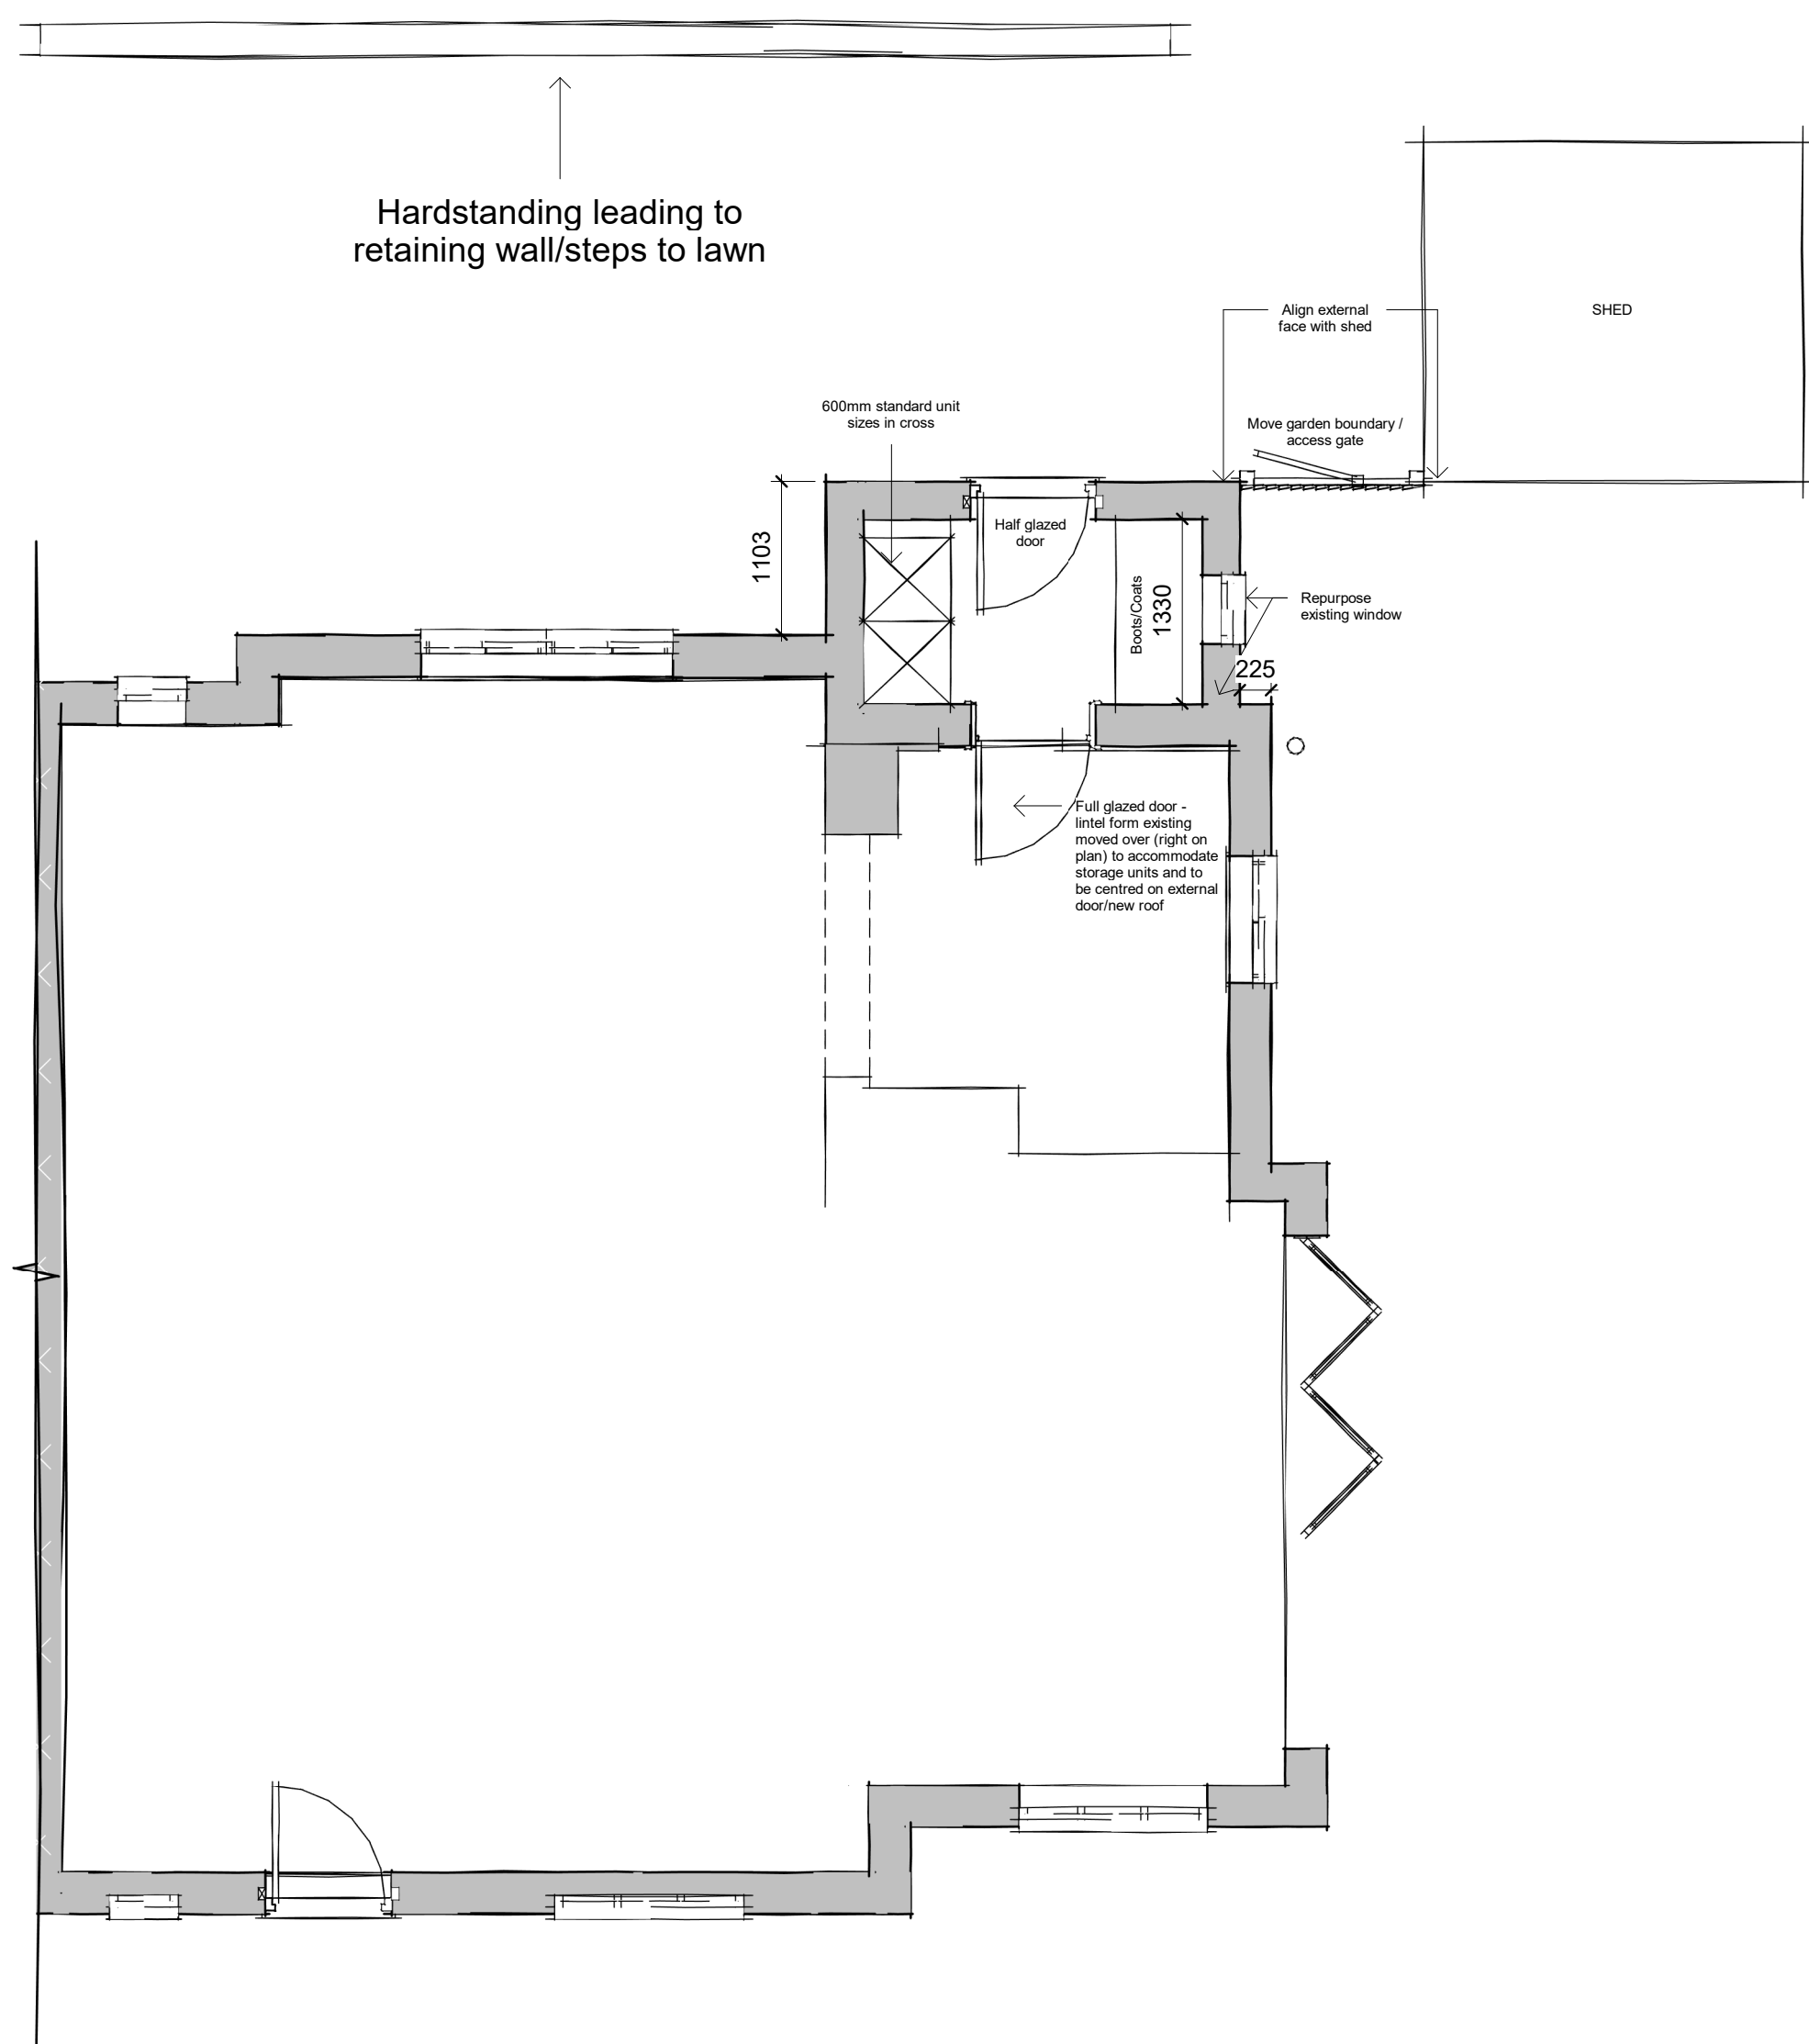 Hardstanding leading to
retaining wall/steps to lawn
Align external
face with shed
SHED
600mm standard unit
sizes in cross
Move garden boundary /
access gate
1103
Half glazed
door
Boots/Coats
1330
Repurpose
existing window
225
Full glazed door -
lintel form existing
moved over (right on
plan) to accommodate
storage units and to
be centred on external
door/new roof